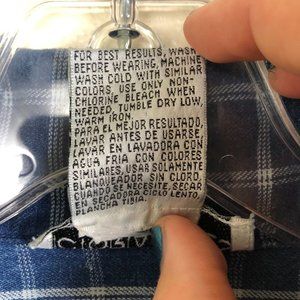 FOR BEST RESULTS, WASH
BEFORE WEARING, MACHINE
WASH COLD WITH SIMILAR
COLORS, USE ONLY NON-
CHLORINE BLEACH WHEN
NEEDED, TUMBLE DRY LOW,
WARM IRON.
PARA EL MEJOR RESULTADO,
LAVAR ANTES DE USARSE,
LAVAR EN LAVADORA CON
AGUA FRIA CON COLORES
SIMILARES, USAR SOLAMENTE
BLANQUEADOR SIN CLORO,
CUANDO SE NECESITE, SECAR
EN SECADORA CICLO LENTO,
PLANCHA TIBIA.